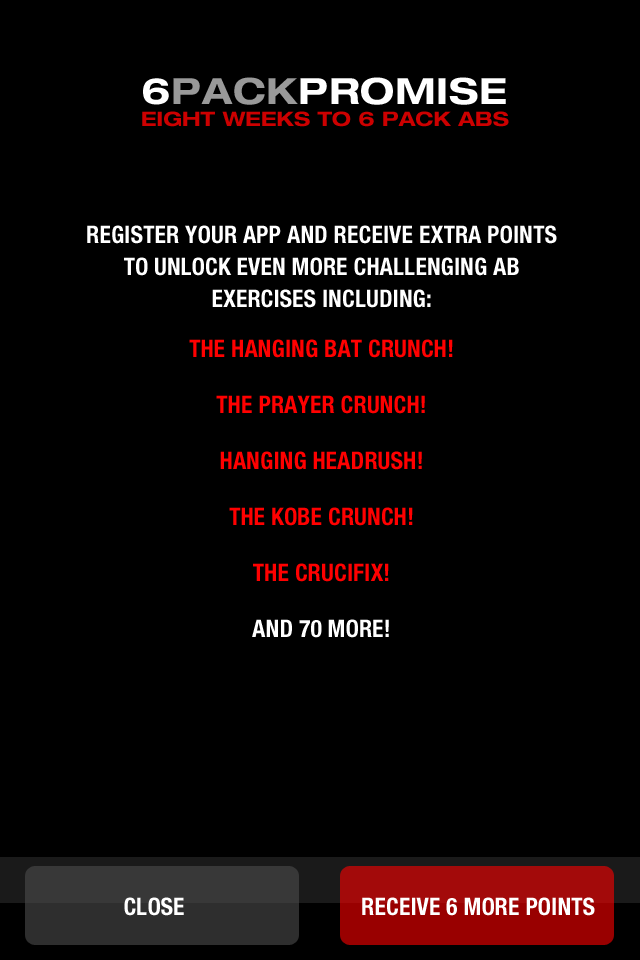 6PACKPROMISE
EIGHT WEEKS TO 6 PACK ABS
REGISTER YOUR APP AND RECEIVE EXTRA POINTS
TO UNLOCK EVEN MORE CHALLENGING AB
EXERCISES INCLUDING:
THE HANGING BAT CRUNCH!
THE PRAYER CRUNCH!
HANGING HEADRUSH!
THE KOBE CRUNCH!
THE CRUCIFIX!
AND 70 MORE!
CLOSE
RECEIVE 6 MORE POINTS